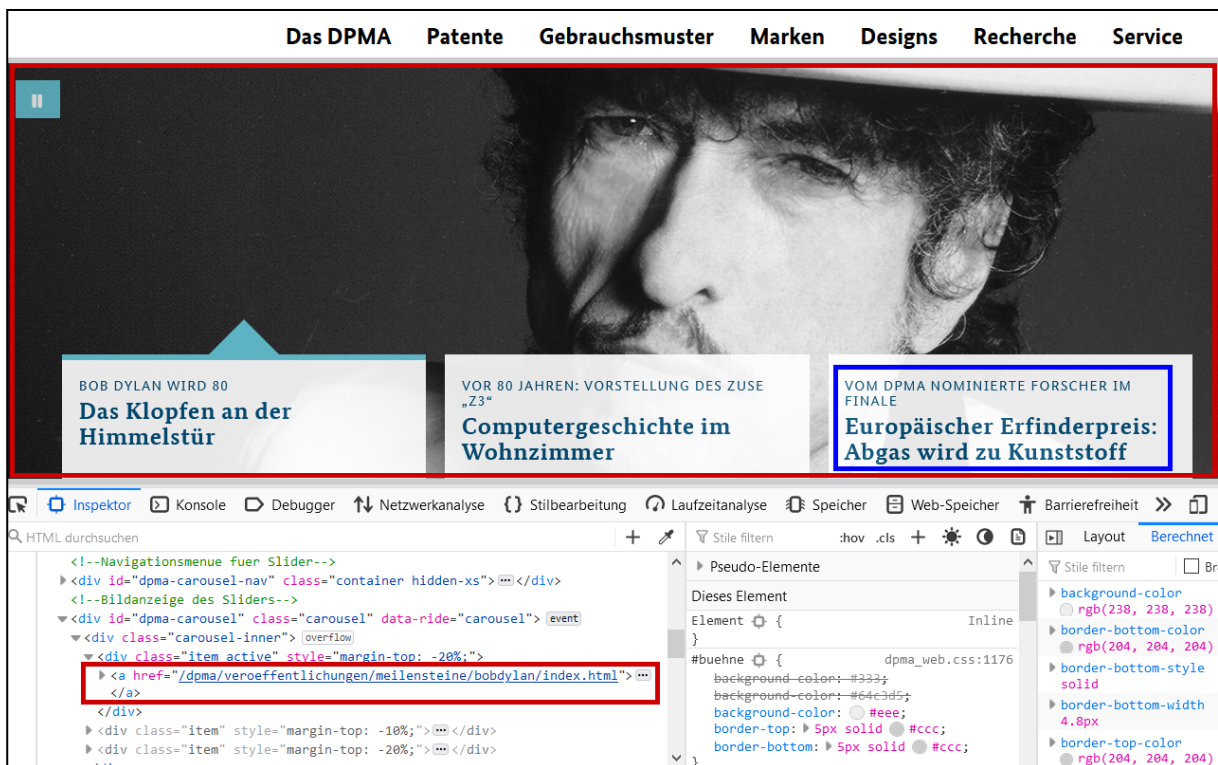 Das DPMA Patente Gebrauchsmuster Marken Designs Recherche Service
BOB DYLAN WIRD 80
Das Klopfen an der
Himmelstür
VOR 80 JAHREN: VORSTELLUNG DES ZUSE
„Z3“
Computergeschichte im
Wohnzimmer
VOM DPMA NOMINIERTE FORSCHER IM
FINALE
Europäischer Erfinderpreis:
Abgas wird zu Kunststoff
Inspektor Konsole Debugger Netzwerkanalyse {} Stilbearbeitung Laufzeitanalyse Speicher Web-Speicher Barrierefreiheit
HTML durchsuchen
<!--Navigationsmenue fuer Slider-->
<div id="dpma-carousel-nav" class="container hidden-xs"></div>
<!--Bildanzeige des Sliders-->
<div id="dpma-carousel" class="carousel" data-ride="carousel"> event
<div class="carousel-inner"> overflow
<div class="item active" style="margin-top: -20%;">
<a href="/dpma/veroeffentlichungen/meilensteine/bobdylan/index.html">
</a>
</div>
<div class="item" style="margin-top: -10%;"></div>
<div class="item" style="margin-top: -20%;"></div>
Stile filtern :hov .cls +
Pseudo-Elemente
Dieses Element
Element { Inline
}
#buehne { dpma_web.css:1176
background-color: #333;
background-color: #64c3d5;
background-color: #eee;
border-top: 5px solid #ccc;
border-bottom: 5px solid #ccc;
}
Layout Berechnet
Stile filtern Br
background-color
rgb(238, 238, 238)
border-bottom-color
rgb(204, 204, 204)
border-bottom-style
solid
border-bottom-width
4.8px
border-top-color
rgb(204, 204, 204)